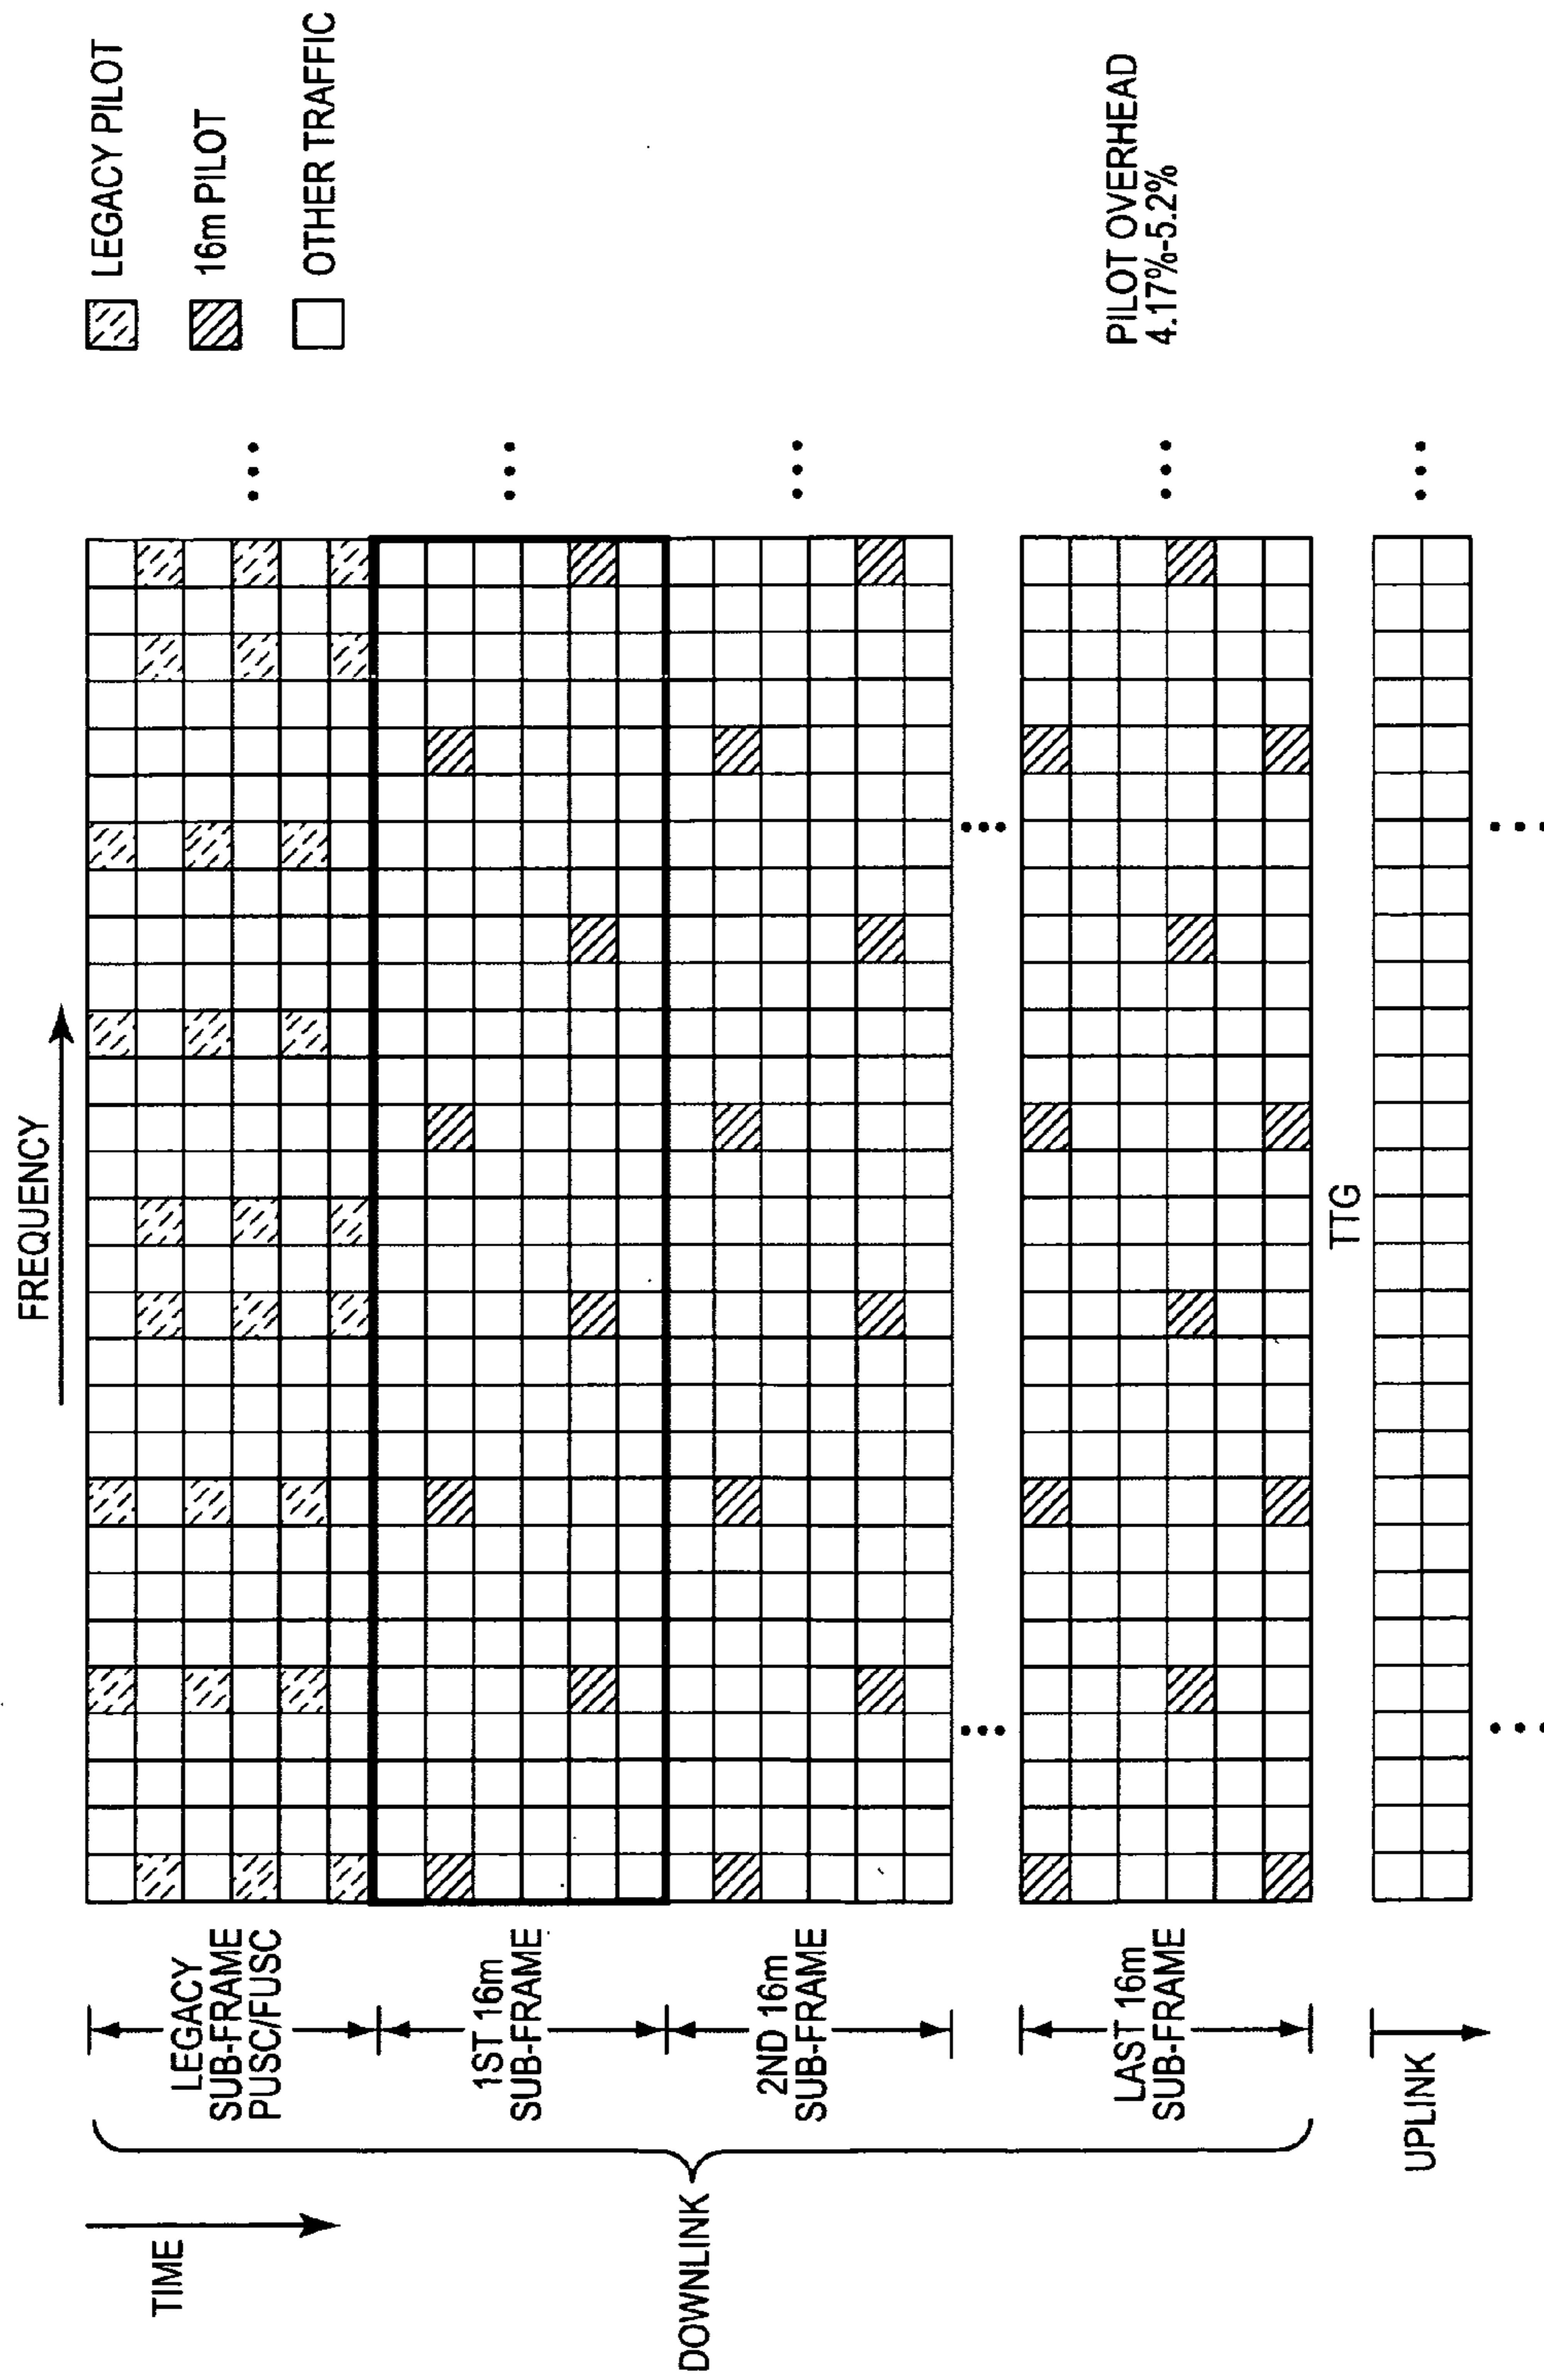 FREQUENCY
LEGACY PILOT
16m PILOT
OTHER TRAFFIC
TIME
DOWNLINK
LEGACY
SUB-FRAME
PUSC/FUSC
1ST 16m
SUB-FRAME
2ND 16m
SUB-FRAME
LAST 16m
SUB-FRAME
PILOT OVERHEAD
4.17%-5.2%
TTG
UPLINK